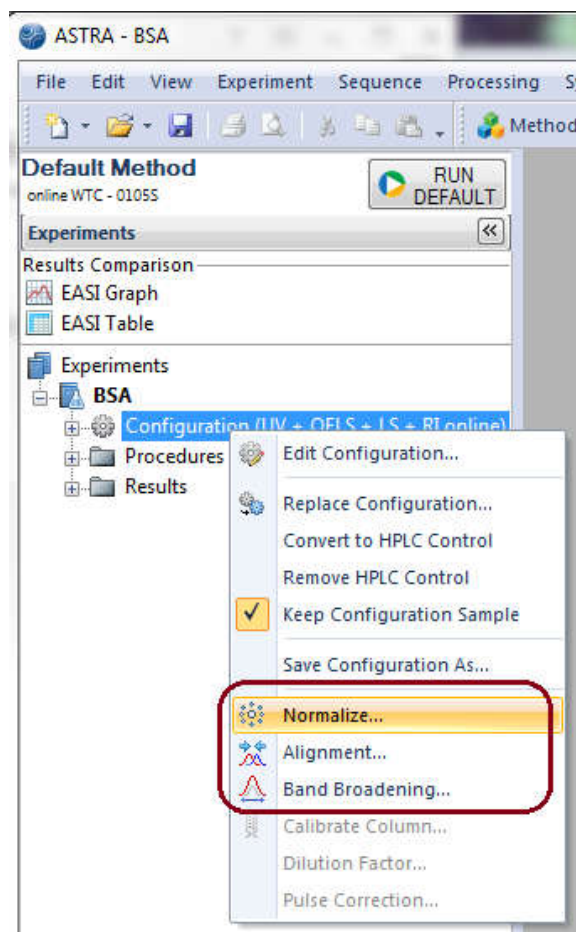 ASTRA - BSA
File Edit View Experiment Sequence Processing
Method
Default Method
online WTC - 0105S
RUN
DEFAULT
Experiments
Results Comparison
EASI Graph
EASI Table
Experiments
BSA
Configuration (UV + QELS + LS + RI online)
Procedures
Results
Edit Configuration...
Replace Configuration...
Convert to HPLC Control
Remove HPLC Control
Keep Configuration Sample
Save Configuration As...
Normalize...
Alignment...
Band Broadening...
Calibrate Column...
Dilution Factor...
Pulse Correction...